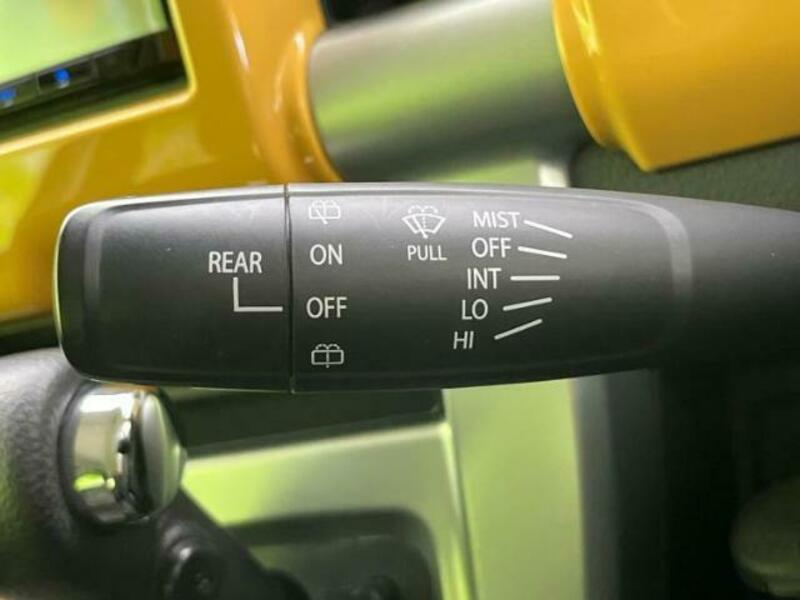 REAR
ON
OFF
PULL
MIST
OFF
INT
LO
HI